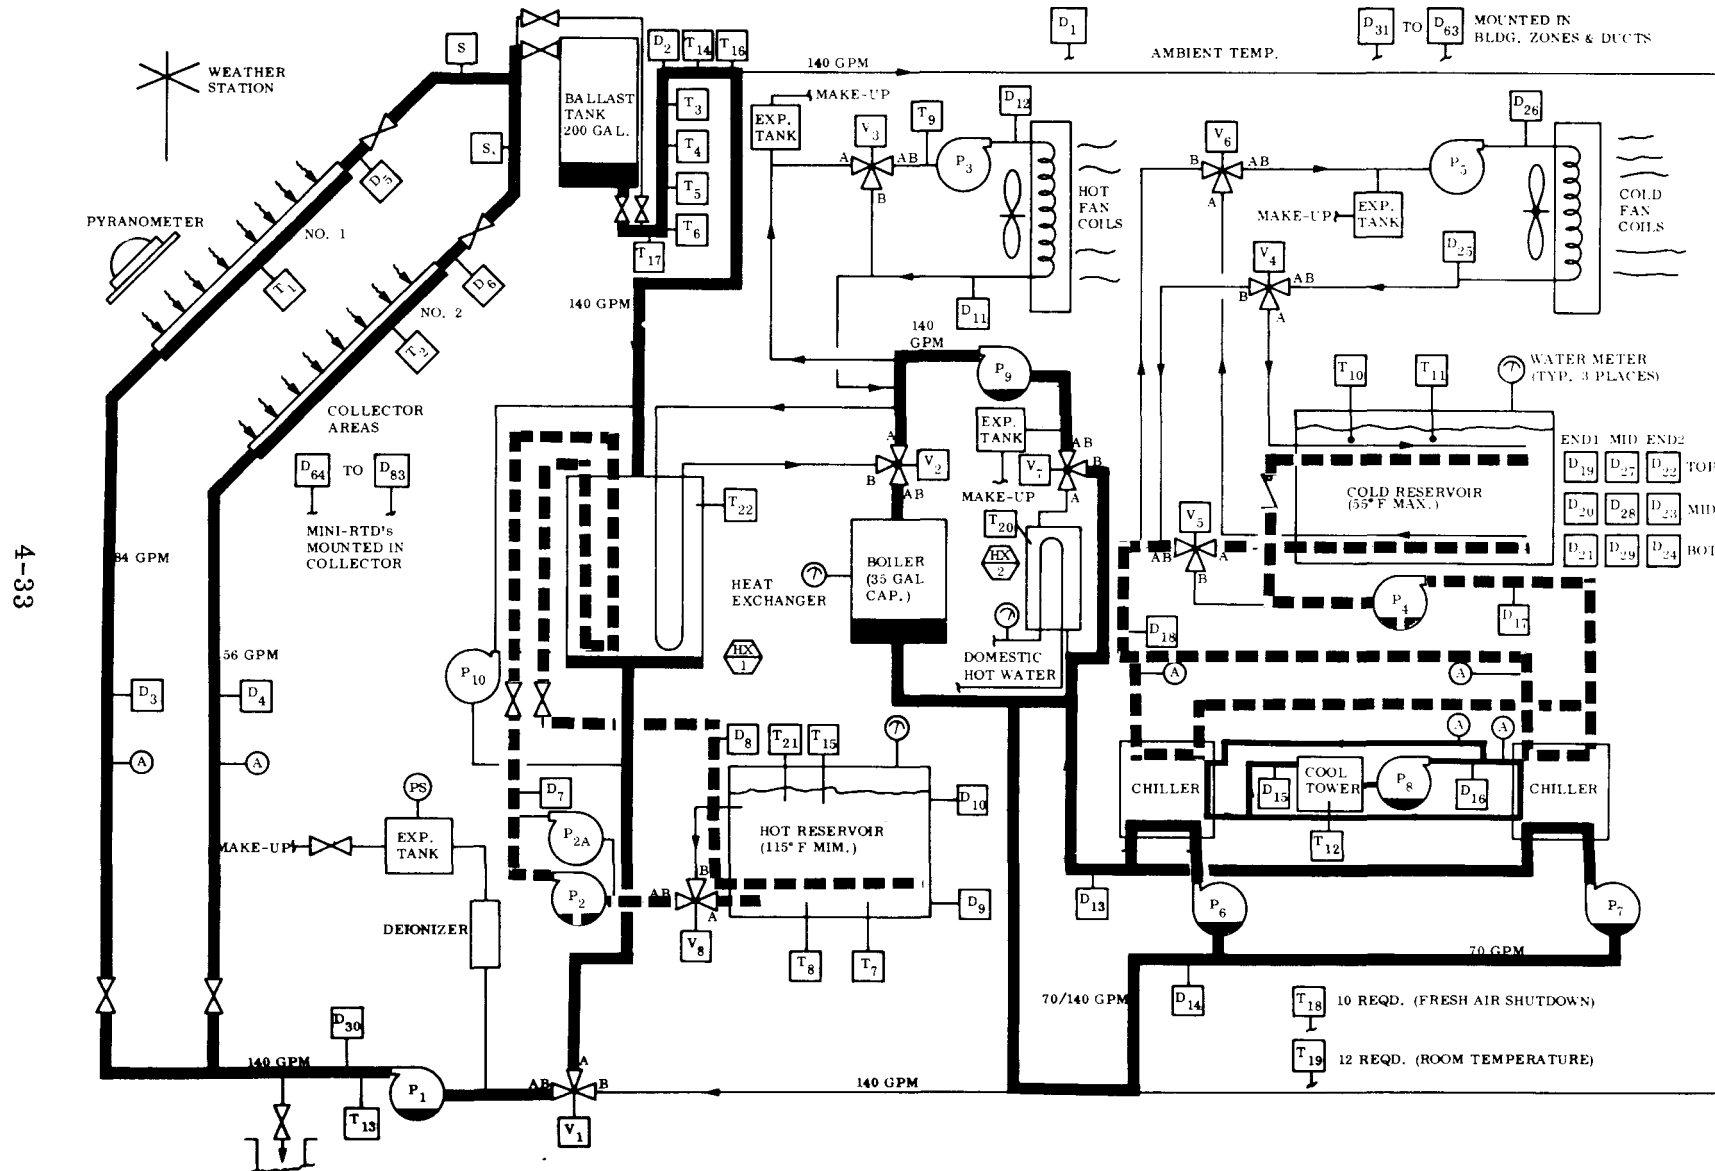 D1
D31 TO D63 MOUNTED IN
BLDG. ZONES & DUCTS
AMBIENT TEMP.
S
D2 T14 T16
140 GPM
WEATHER
STATION
BALLAST
TANK
200 GAL.
T3
T4
T5
T6
T17
S.
MAKE-UP
EXP.
TANK
V3
T9
D12
A
AB
B
P3
HOT
FAN
COILS
D11
V6
B
AB
A
P5
D26
MAKE-UP
EXP.
TANK
COLD
FAN
COILS
V4
AB
B
A
D25
D5
PYRANOMETER
NO. 1
T1
D6
NO. 2
T2
140 GPM
140
GPM
P9
T10
T11
WATER METER
(TYP. 3 PLACES)
COLLECTOR
AREAS
D64 TO D83
MINI-RTD's
MOUNTED IN
COLLECTOR
EXP.
TANK
MAKE-UP
A
B
AB
V2
V7
AB
B
A
END1 MID END2
D19 D27 D22 TOP
D20 D28 D23 MID
D21 D29 D24 BOT
COLD RESERVOIR
(55° F MAX.)
V5
AB
A
B
T22
T20
HX
2
4-33
84 GPM
HEAT
EXCHANGER
BOILER
(35 GAL
CAP.)
P4
D17
D18
56 GPM
HX
1
DOMESTIC
HOT WATER
P10
D3
D4
A
A
A
A
A
A
D8
T21
T15
D7
D10
CHILLER
D15
COOL
TOWER
P8
D16
CHILLER
T12
PS
MAKE-UP
EXP.
TANK
P2A
HOT RESERVOIR
(115° F MIM.)
B
AB
A
P2
V8
D9
D13
P6
P7
DEIONIZER
T8
T7
70 GPM
70/140 GPM
D14
T18 10 REQD. (FRESH AIR SHUTDOWN)
D30
T19 12 REQD. (ROOM TEMPERATURE)
140 GPM
P1
T13
A
AB
B
V1
140 GPM